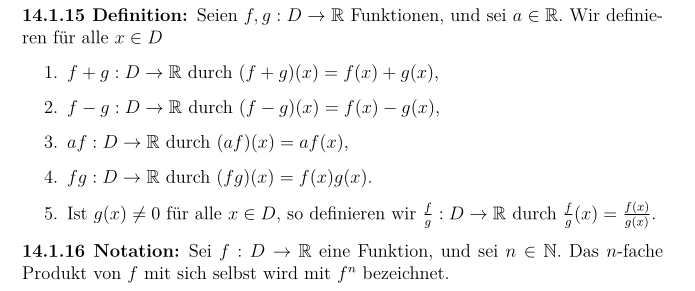 14.1.15 Definition: Seien f, g : D → ℝ Funktionen, und sei a ∈ ℝ. Wir definie-
ren für alle x ∈ D
1. f + g : D → ℝ durch (f + g)(x) = f(x) + g(x),
2. f − g : D → ℝ durch (f − g)(x) = f(x) − g(x),
3. af : D → ℝ durch (af)(x) = af(x),
4. fg : D → ℝ durch (fg)(x) = f(x)g(x).
5. Ist g(x) ≠ 0 für alle x ∈ D, so definieren wir f/g : D → ℝ durch f/g(x) = f(x)/g(x).
14.1.16 Notation: Sei f : D → ℝ eine Funktion, und sei n ∈ ℕ. Das n-fache
Produkt von f mit sich selbst wird mit fⁿ bezeichnet.